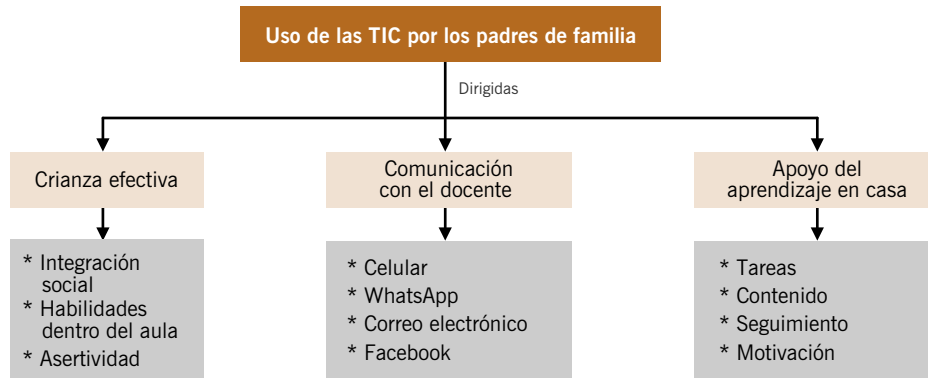 Uso de las TIC por los padres de familia
Dirigidas
Crianza efectiva
* Integración
social
* Habilidades
dentro del aula
* Asertividad
Comunicación
con el docente
* Celular
* WhatsApp
* Correo electrónico
* Facebook
Apoyo del
aprendizaje en casa
* Tareas
* Contenido
* Seguimiento
* Motivación